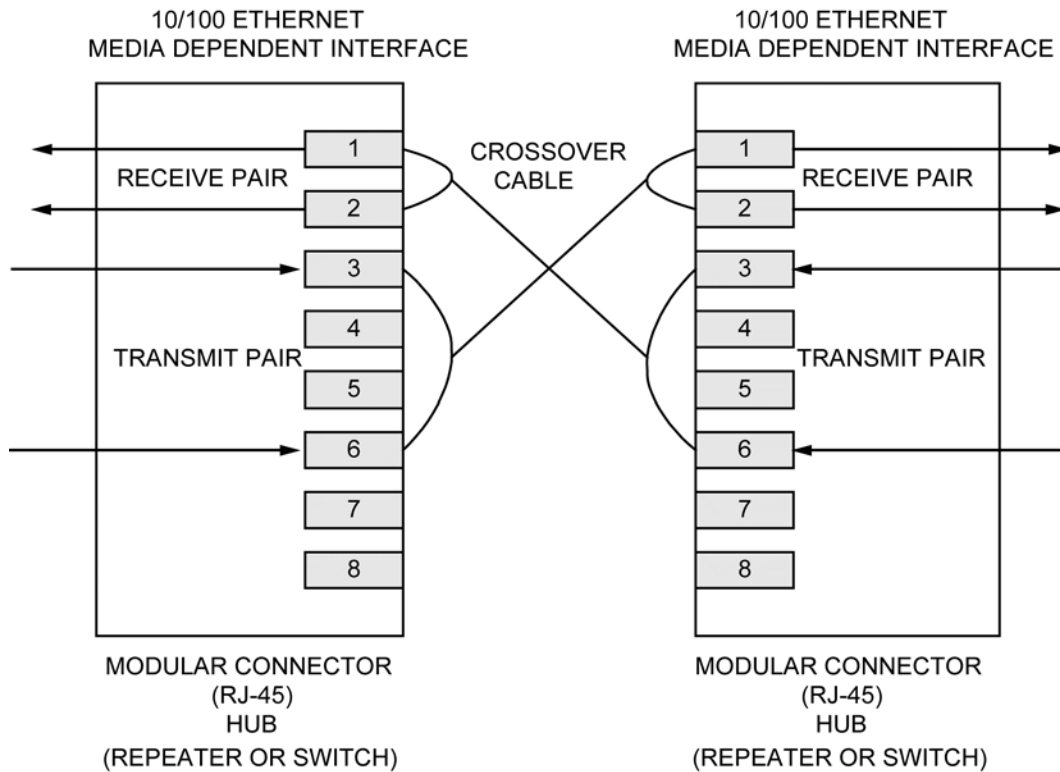 10/100 ETHERNET
MEDIA DEPENDENT INTERFACE
10/100 ETHERNET
MEDIA DEPENDENT INTERFACE
1
RECEIVE PAIR
2
3
4
TRANSMIT PAIR
5
6
7
8
CROSSOVER
CABLE
1
RECEIVE PAIR
2
3
4
TRANSMIT PAIR
5
6
7
8
MODULAR CONNECTOR
(RJ-45)
HUB
(REPEATER OR SWITCH)
MODULAR CONNECTOR
(RJ-45)
HUB
(REPEATER OR SWITCH)